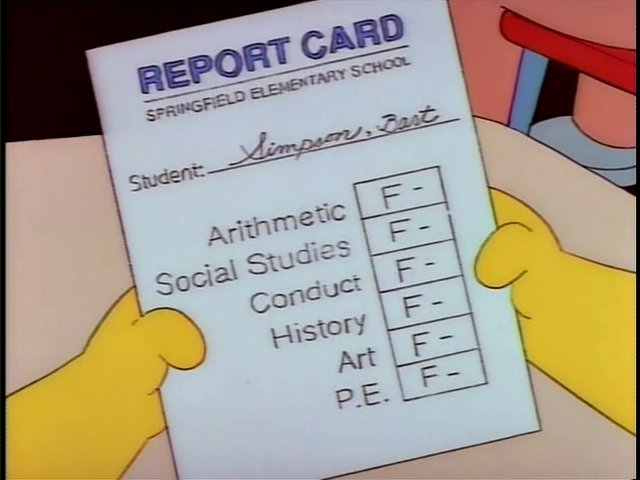 REPORT CARD
SPRINGFIELD ELEMENTARY SCHOOL
Student: Simpson, Bart
Arithmetic F -
Social Studies F -
Conduct F -
History F -
Art F -
P.E. F -